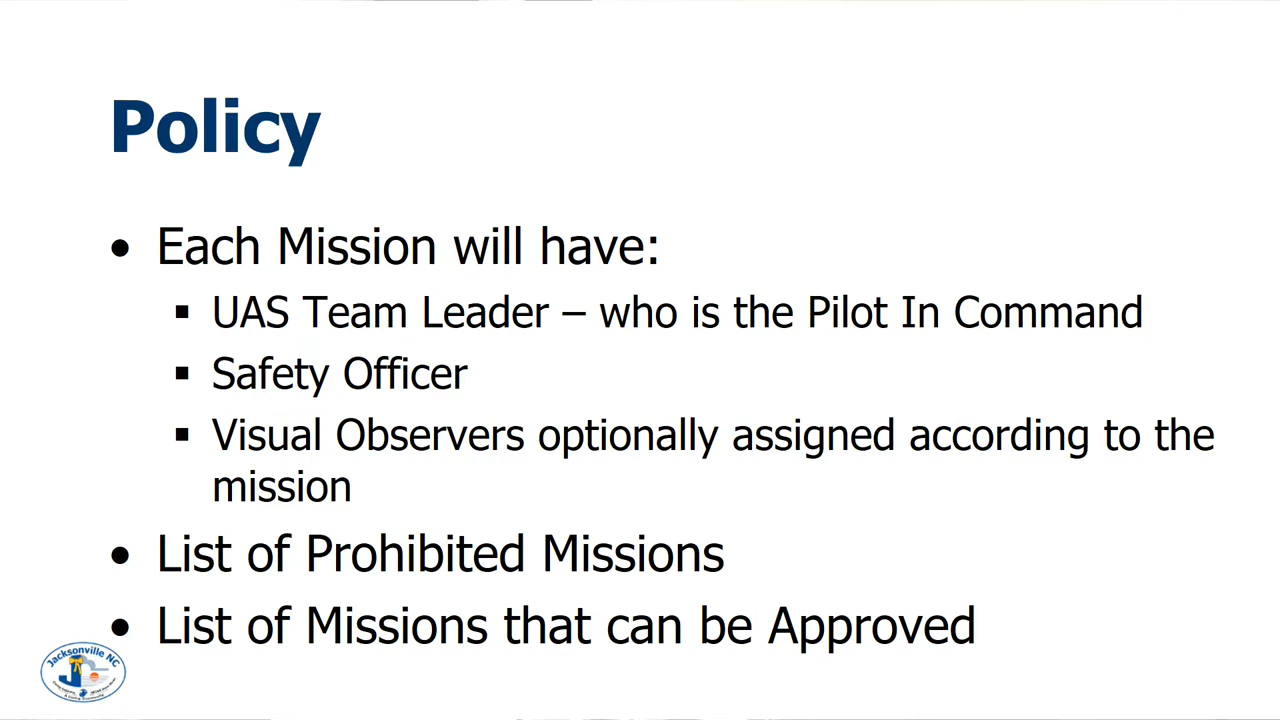 Policy
• Each Mission will have:
▪ UAS Team Leader – who is the Pilot In Command
▪ Safety Officer
▪ Visual Observers optionally assigned according to the
mission
• List of Prohibited Missions
• List of Missions that can be Approved
Jacksonville NC